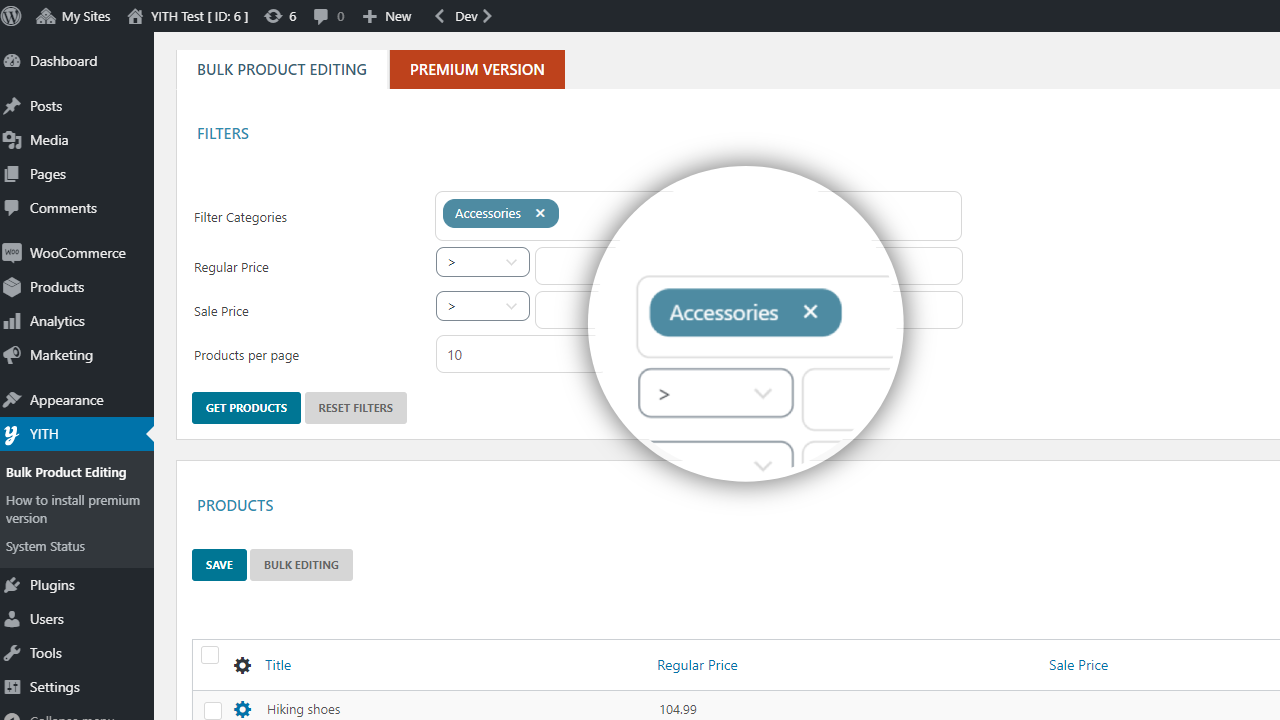 My Sites YITH Test [ ID: 6 ] 6 0 New Dev
Dashboard
Posts
Media
Pages
Comments
WooCommerce
Products
Analytics
Marketing
Appearance
YITH
Bulk Product Editing
How to install premium
version
System Status
Plugins
Users
Tools
Settings
Collapse menu
BULK PRODUCT EDITING PREMIUM VERSION
FILTERS
Filter Categories Accessories ×
Regular Price >
Sale Price >
Products per page 10
GET PRODUCTS RESET FILTERS
Accessories ×
>
PRODUCTS
SAVE BULK EDITING
Title Regular Price Sale Price
Hiking shoes 104.99